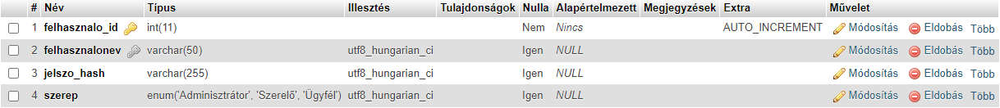 # Név Típus Illesztés Tulajdonságok Nulla Alapértelmezett Megjegyzések Extra Művelet
1 felhasznalo_id int(11) Nem Nincs AUTO_INCREMENT Módosítás Eldobás Több
2 felhasznalonev varchar(50) utf8_hungarian_ci Igen NULL Módosítás Eldobás Több
3 jelszo_hash varchar(255) utf8_hungarian_ci Igen NULL Módosítás Eldobás Több
4 szerep enum('Adminisztrátor', 'Szerelő', 'Ügyfél') utf8_hungarian_ci Igen NULL Módosítás Eldobás Több